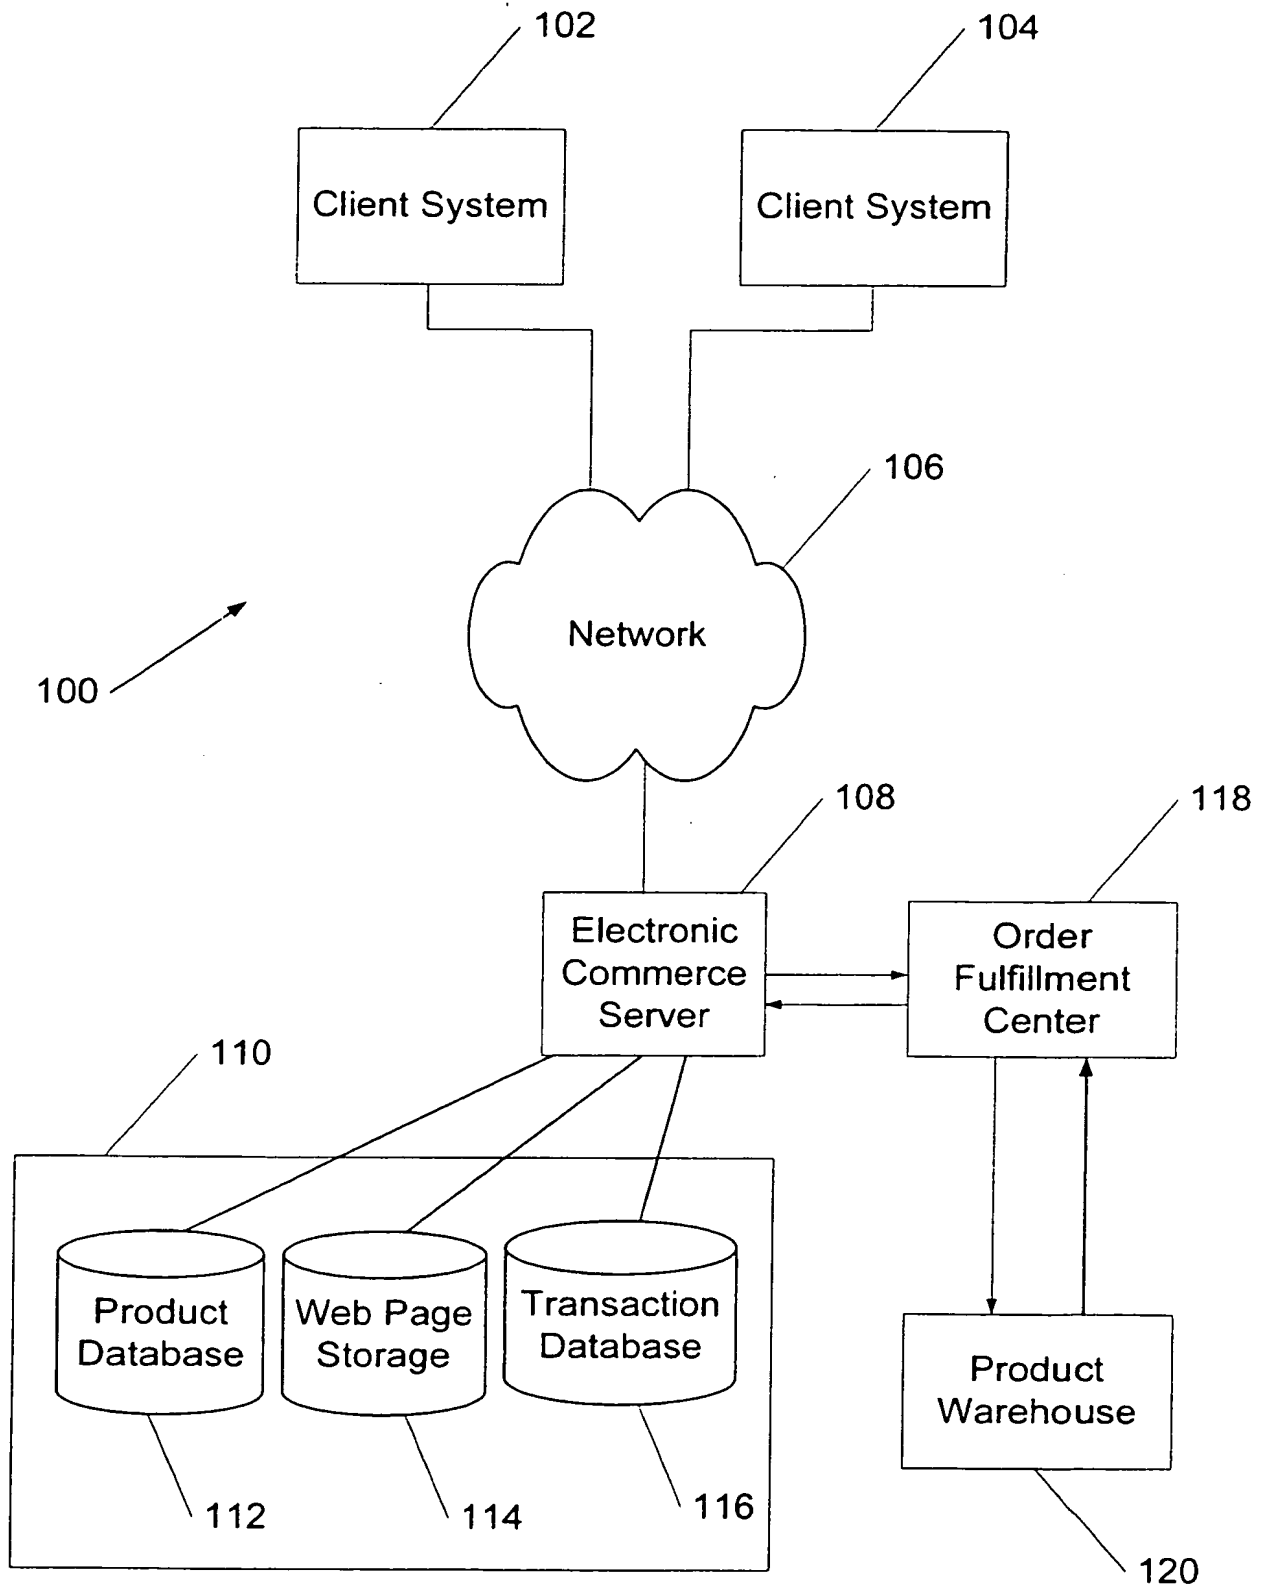 102
104
Client System
Client System
106
Network
100
108
118
Electronic
Commerce
Server
Order
Fulfillment
Center
110
Product
Database
Web Page
Storage
Transaction
Database
Product
Warehouse
112
114
116
120